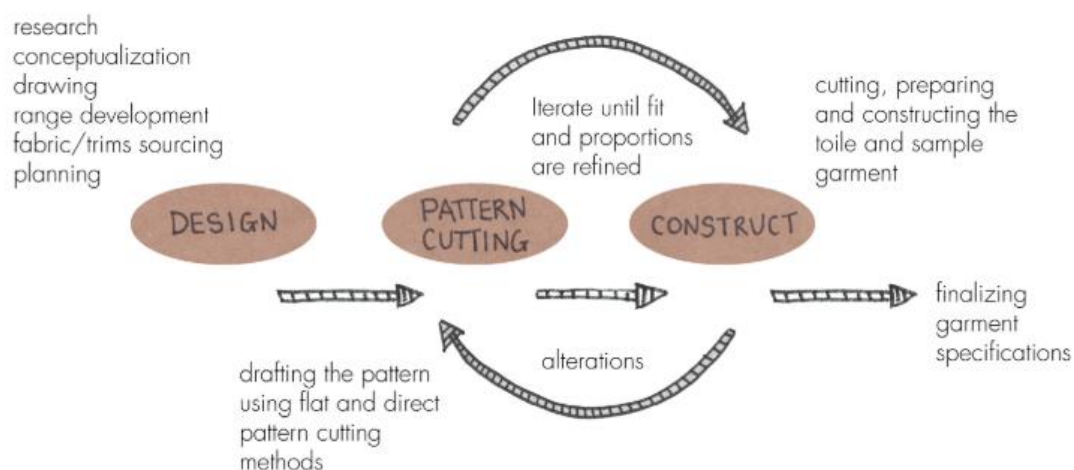 research
conceptualization
drawing
range development
fabric/trims sourcing
planning
Iterate until fit
and proportions
are refined
cutting, preparing
and constructing the
toile and sample
garment
DESIGN
PATTERN
CUTTING
CONSTRUCT
drafting the pattern
using flat and direct
pattern cutting
methods
alterations
finalizing
garment
specifications